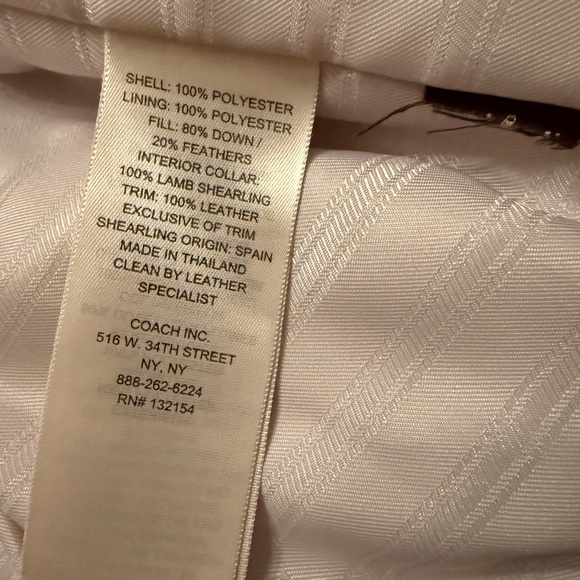 SHELL: 100% POLYESTER
LINING: 100% POLYESTER
FILL: 80% DOWN /
20% FEATHERS
INTERIOR COLLAR:
100% LAMB SHEARLING
TRIM: 100% LEATHER
EXCLUSIVE OF TRIM
SHEARLING ORIGIN: SPAIN
MADE IN THAILAND
CLEAN BY LEATHER
SPECIALIST
COACH INC.
516 W. 34TH STREET
NY, NY
888-262-6224
RN# 132154